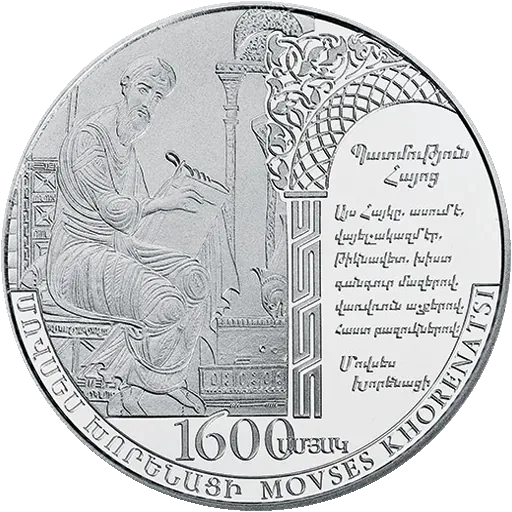 Պատմություն
Հայոց
Այս Հայկը, ասում է,
վայելչակազմ էր,
թիկնավետ, խիստ
գանգուր մազերով,
վառվռուն աչքերով,
հաստ բազուկներով:
Մովսես
Խորենացի
1600 ԱՄՅԱԿ
ՄՈՎՍԵՍ ԽՈՐԵՆԱՑԻ MOVSES KHORENATSI